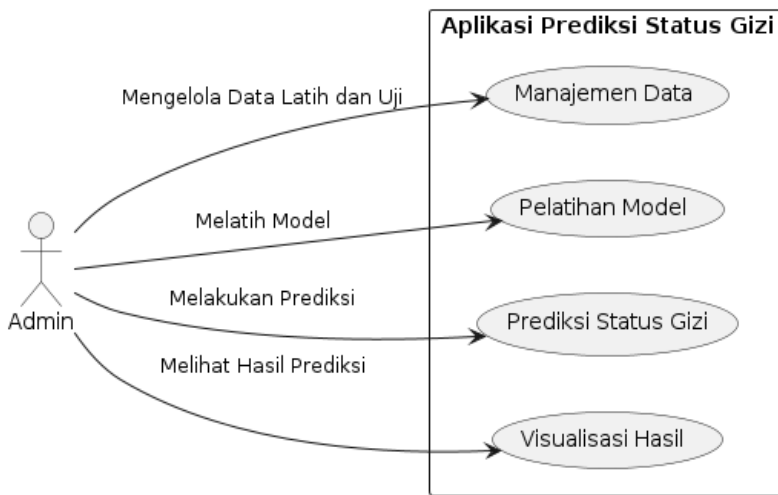 Aplikasi Prediksi Status Gizi
Mengelola Data Latih dan Uji
Manajemen Data
Melatih Model
Pelatihan Model
Melakukan Prediksi
Prediksi Status Gizi
Admin
Melihat Hasil Prediksi
Visualisasi Hasil